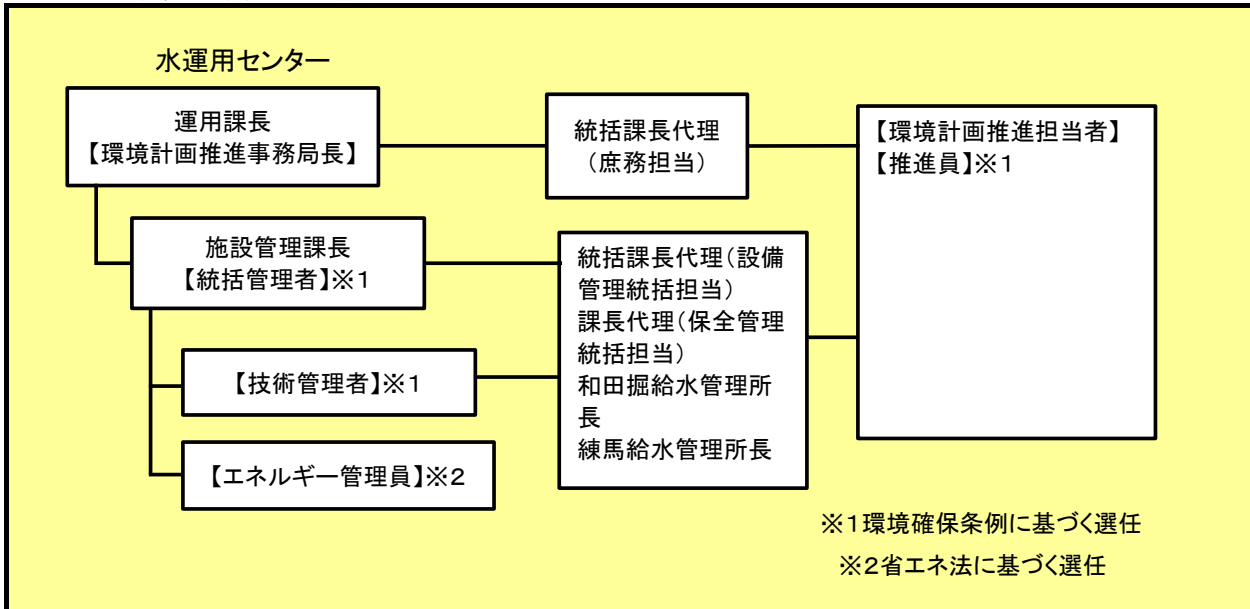 水運用センター
運用課長
【環境計画推進事務局長】
統括課長代理
(庶務担当)
【環境計画推進担当者】
【推進員】※1
施設管理課長
【統括管理者】※1
統括課長代理(設備
管理統括担当)
課長代理(保全管理
統括担当)
和田掘給水管理所
長
練馬給水管理所長
【技術管理者】※1
【エネルギー管理員】※2
※1環境確保条例に基づく選任
※2省エネ法に基づく選任